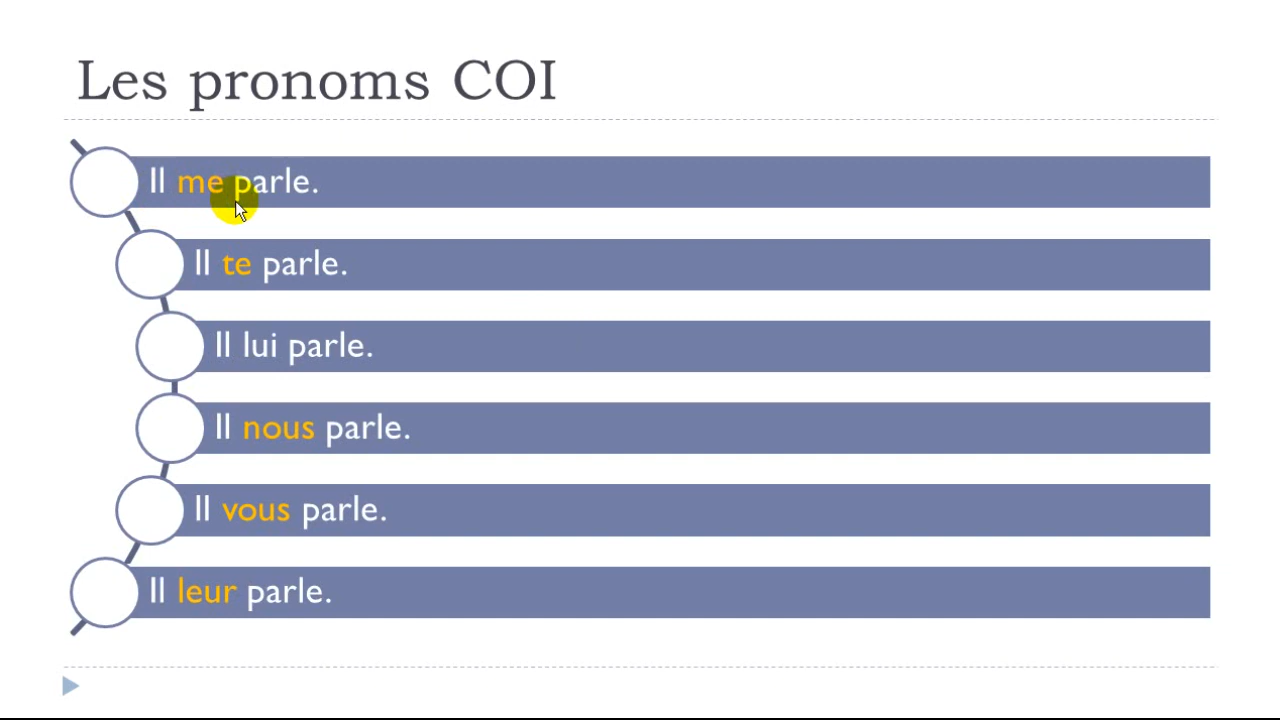 Les pronoms COI
Il me parle.
Il te parle.
Il lui parle.
Il nous parle.
Il vous parle.
Il leur parle.